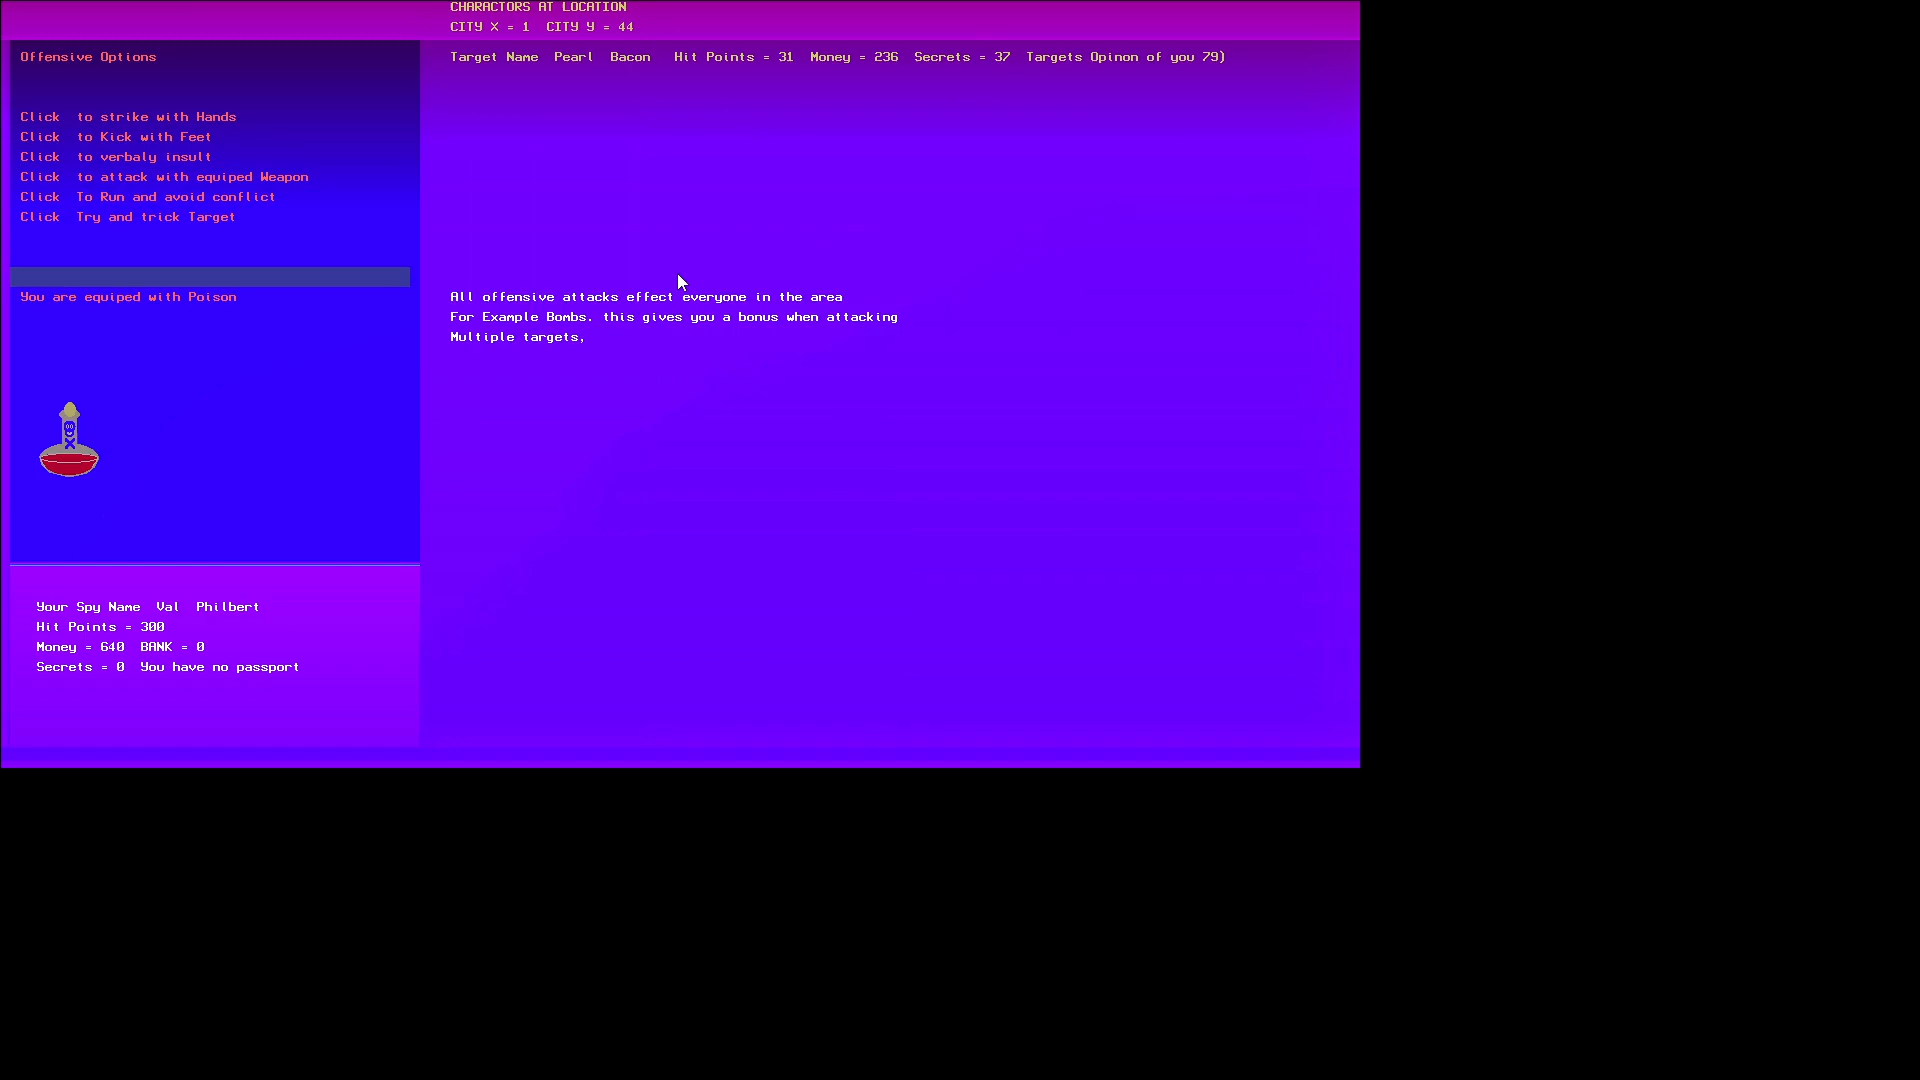 CHARACTORS AT LOCATION
CITY X = 1  CITY Y = 44
Offensive Options
Target Name  Pearl  Bacon   Hit Points = 31  Money = 236  Secrets = 37  Targets Opinon of you 79)
Click  to strike with Hands
Click  to Kick with Feet
Click  to verbaly insult
Click  to attack with equiped Weapon
Click  To Run and avoid conflict
Click  Try and trick Target
You are equiped with Poison
All offensive attacks effect everyone in the area
For Example Bombs. this gives you a bonus when attacking
Multiple targets,
Your Spy Name  Val  Philbert
Hit Points = 300
Money = 640  BANK = 0
Secrets = 0  You have no passport